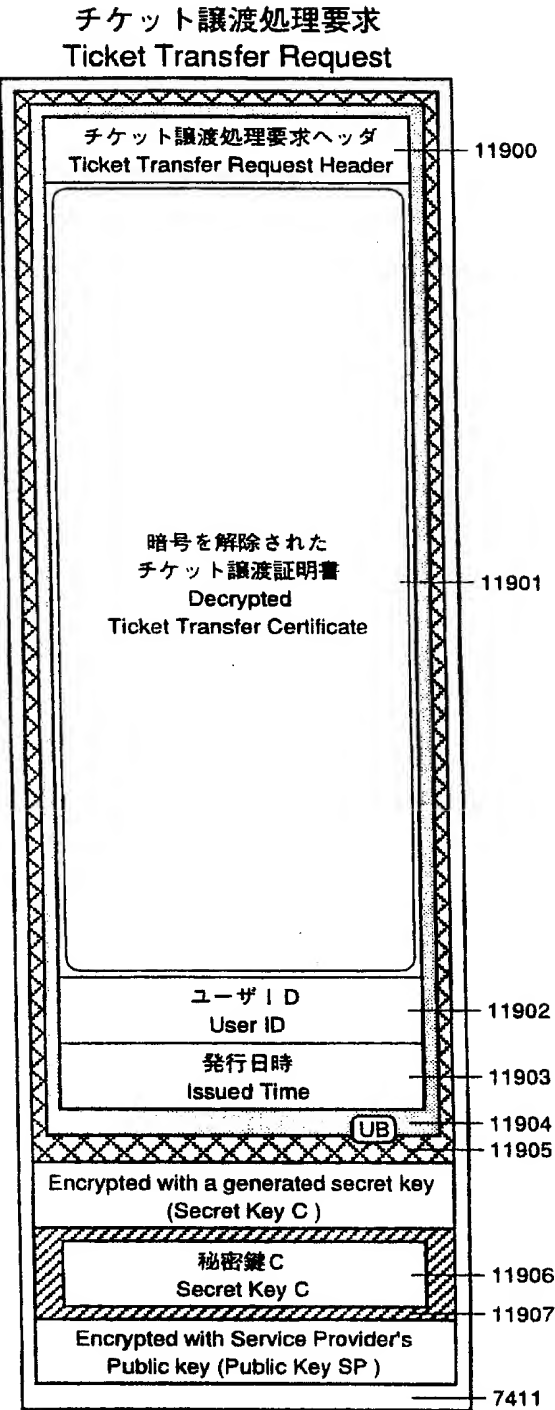 チケット譲渡処理要求
Ticket Transfer Request
チケット譲渡処理要求ヘッダ
Ticket Transfer Request Header
11900
暗号を解除された
チケット譲渡証明書
Decrypted
Ticket Transfer Certificate
11901
ユーザID
User ID
11902
発行日時
Issued Time
11903
11904
UB
11905
Encrypted with a generated secret key
(Secret Key C )
秘密鍵C
Secret Key C
11906
11907
Encrypted with Service Provider's
Public key (Public Key SP )
7411